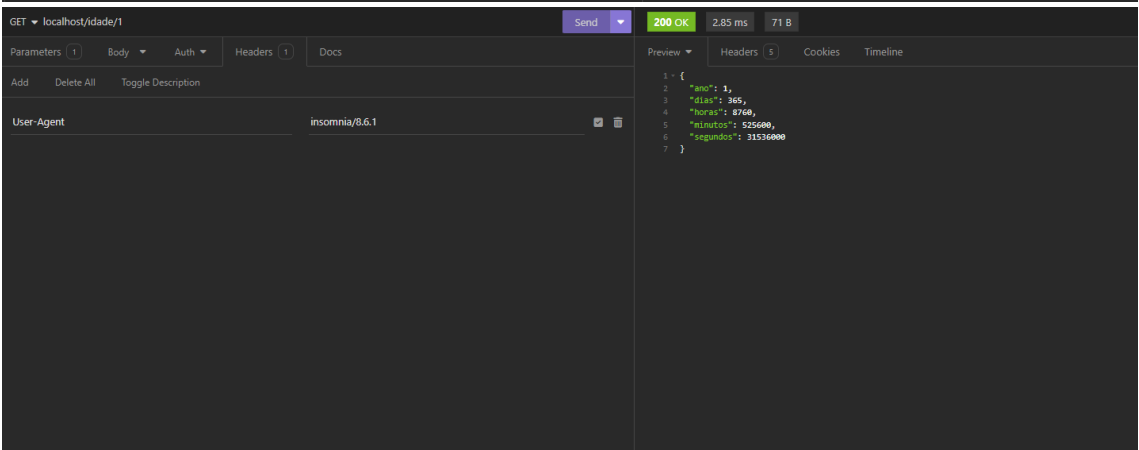 GET localhost/idade/1 Send 200 OK 2.85 ms 71 B
Parameters 1 Body Auth Headers 1 Docs Preview Headers 5 Cookies Timeline
Add Delete All Toggle Description
User-Agent insomnia/8.6.1
1 {
2 "ano": 1,
3 "dias": 365,
4 "horas": 8760,
5 "minutos": 525600,
6 "segundos": 31536000
7 }